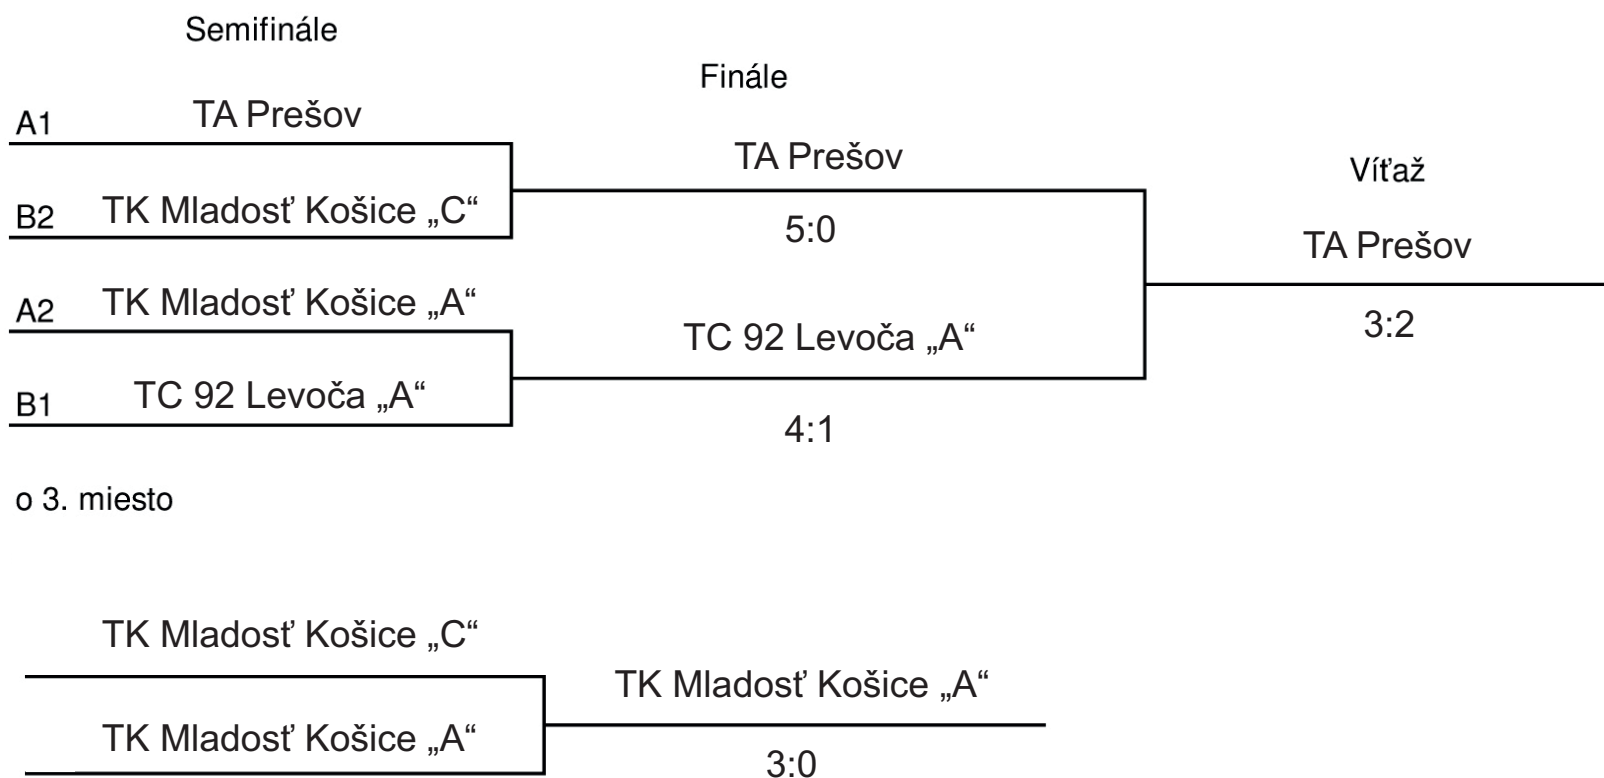 Semifinále
Finále
A1 TA Prešov
TA Prešov
Víťaž
B2 TK Mladosť Košice „C“
5:0
TA Prešov
A2 TK Mladosť Košice „A“
3:2
TC 92 Levoča „A“
B1 TC 92 Levoča „A“
4:1
o 3. miesto
TK Mladosť Košice „C“
TK Mladosť Košice „A“
TK Mladosť Košice „A“
3:0